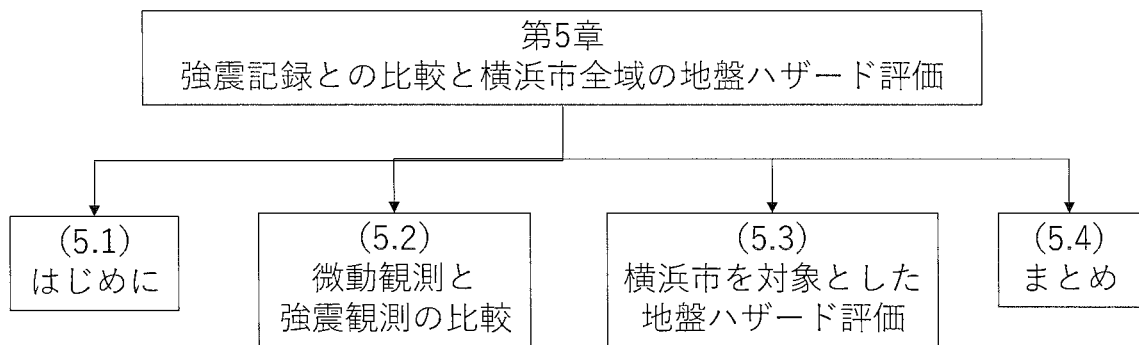 第5章
強震記録との比較と横浜市全域の地盤ハザード評価
(5.1)
はじめに
(5.2)
微動観測と
強震観測の比較
(5.3)
横浜市を対象とした
地盤ハザード評価
(5.4)
まとめ